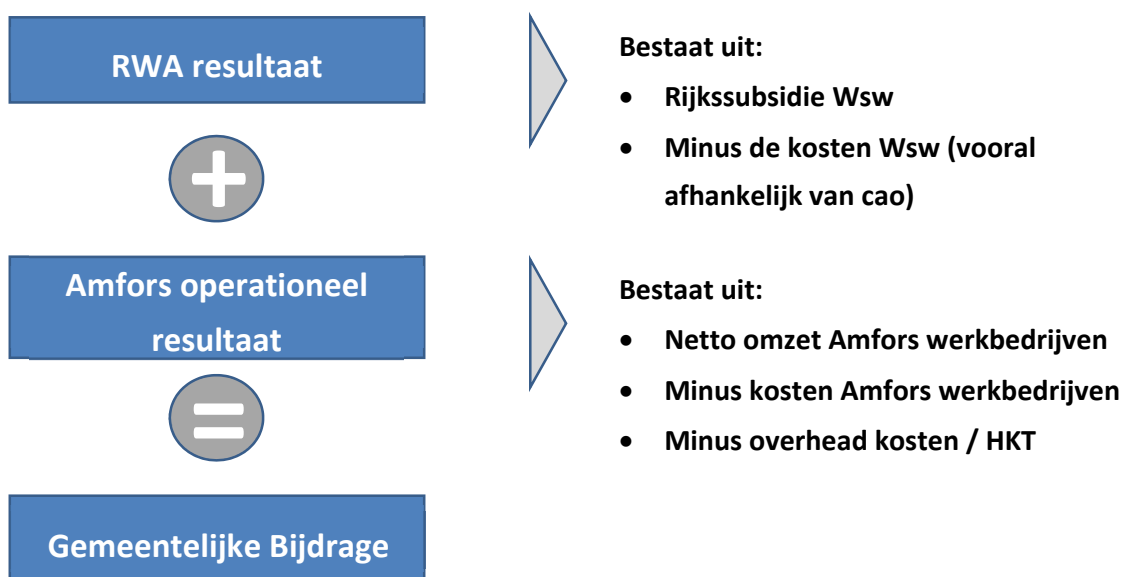 RWA resultaat
Bestaat uit:
• Rijkssubsidie Wsw
• Minus de kosten Wsw (vooral
afhankelijk van cao)
+
Amfors operationeel
resultaat
Bestaat uit:
• Netto omzet Amfors werkbedrijven
• Minus kosten Amfors werkbedrijven
• Minus overhead kosten / HKT
=
Gemeentelijke Bijdrage